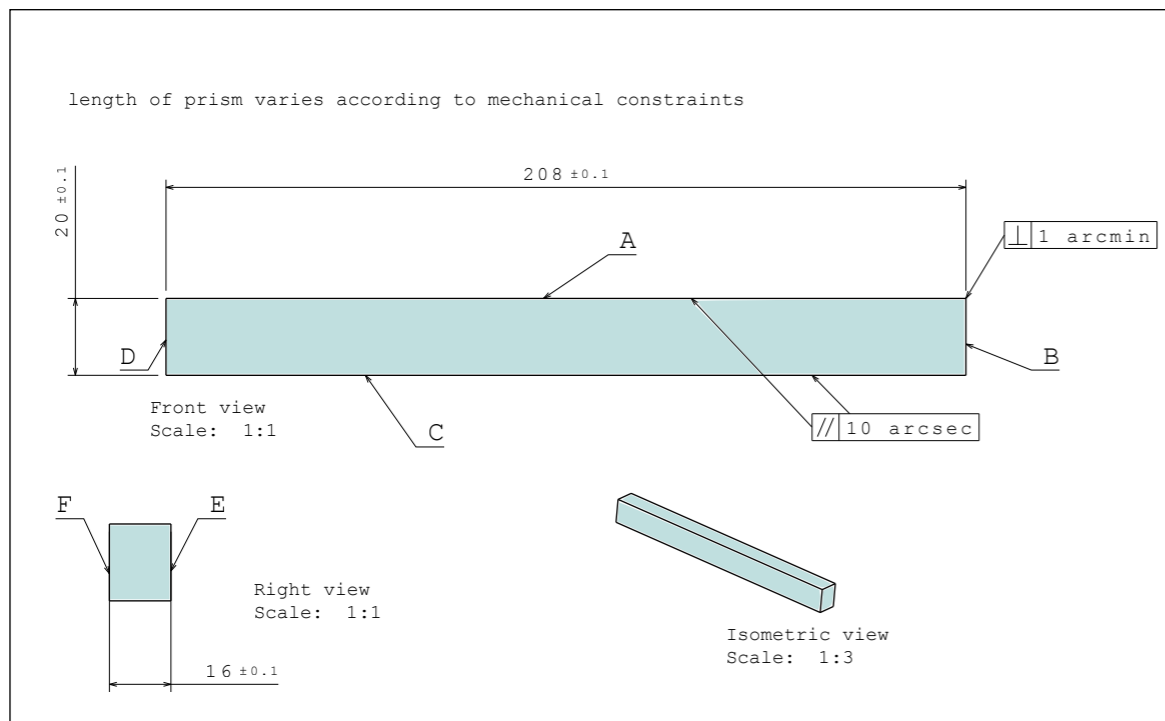 length of prism varies according to mechanical constraints
208 ±0.1
20 ±0.1
A
⊥ 1 arcmin
D
B
Front view
Scale: 1:1
C
// 10 arcsec
F
E
Right view
Scale: 1:1
16 ±0.1
Isometric view
Scale: 1:3